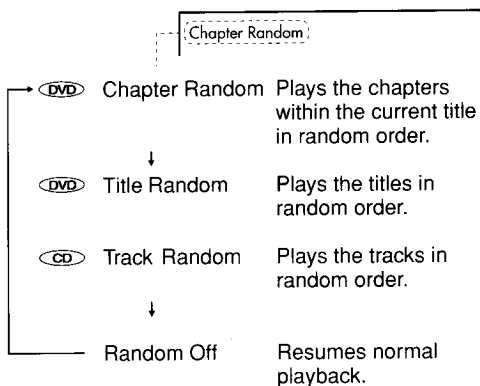 Chapter Random
DVD Chapter Random Plays the chapters
within the current title
in random order.
DVD Title Random Plays the titles in
random order.
CD Track Random Plays the tracks in
random order.
Random Off Resumes normal
playback.